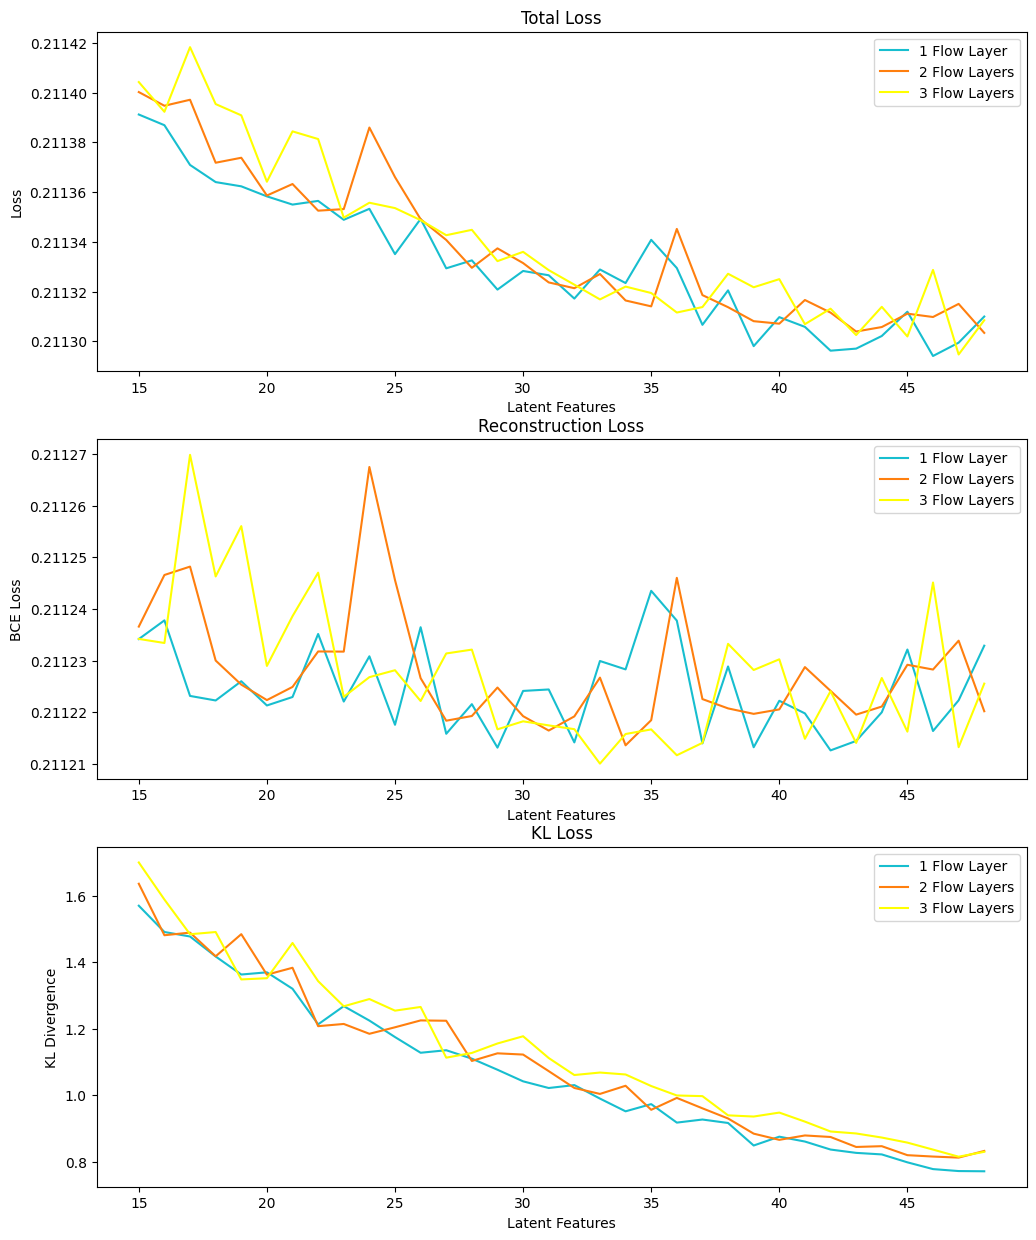 Total Loss
0.21142
0.21140
0.21138
0.21136
0.21134
0.21132
0.21130
Loss
1 Flow Layer
2 Flow Layers
3 Flow Layers
15 20 25 30 35 40 45
Latent Features
Reconstruction Loss
0.21127
0.21126
0.21125
0.21124
0.21123
0.21122
0.21121
BCE Loss
1 Flow Layer
2 Flow Layers
3 Flow Layers
15 20 25 30 35 40 45
Latent Features
KL Loss
1.6
1.4
1.2
1.0
0.8
KL Divergence
1 Flow Layer
2 Flow Layers
3 Flow Layers
15 20 25 30 35 40 45
Latent Features